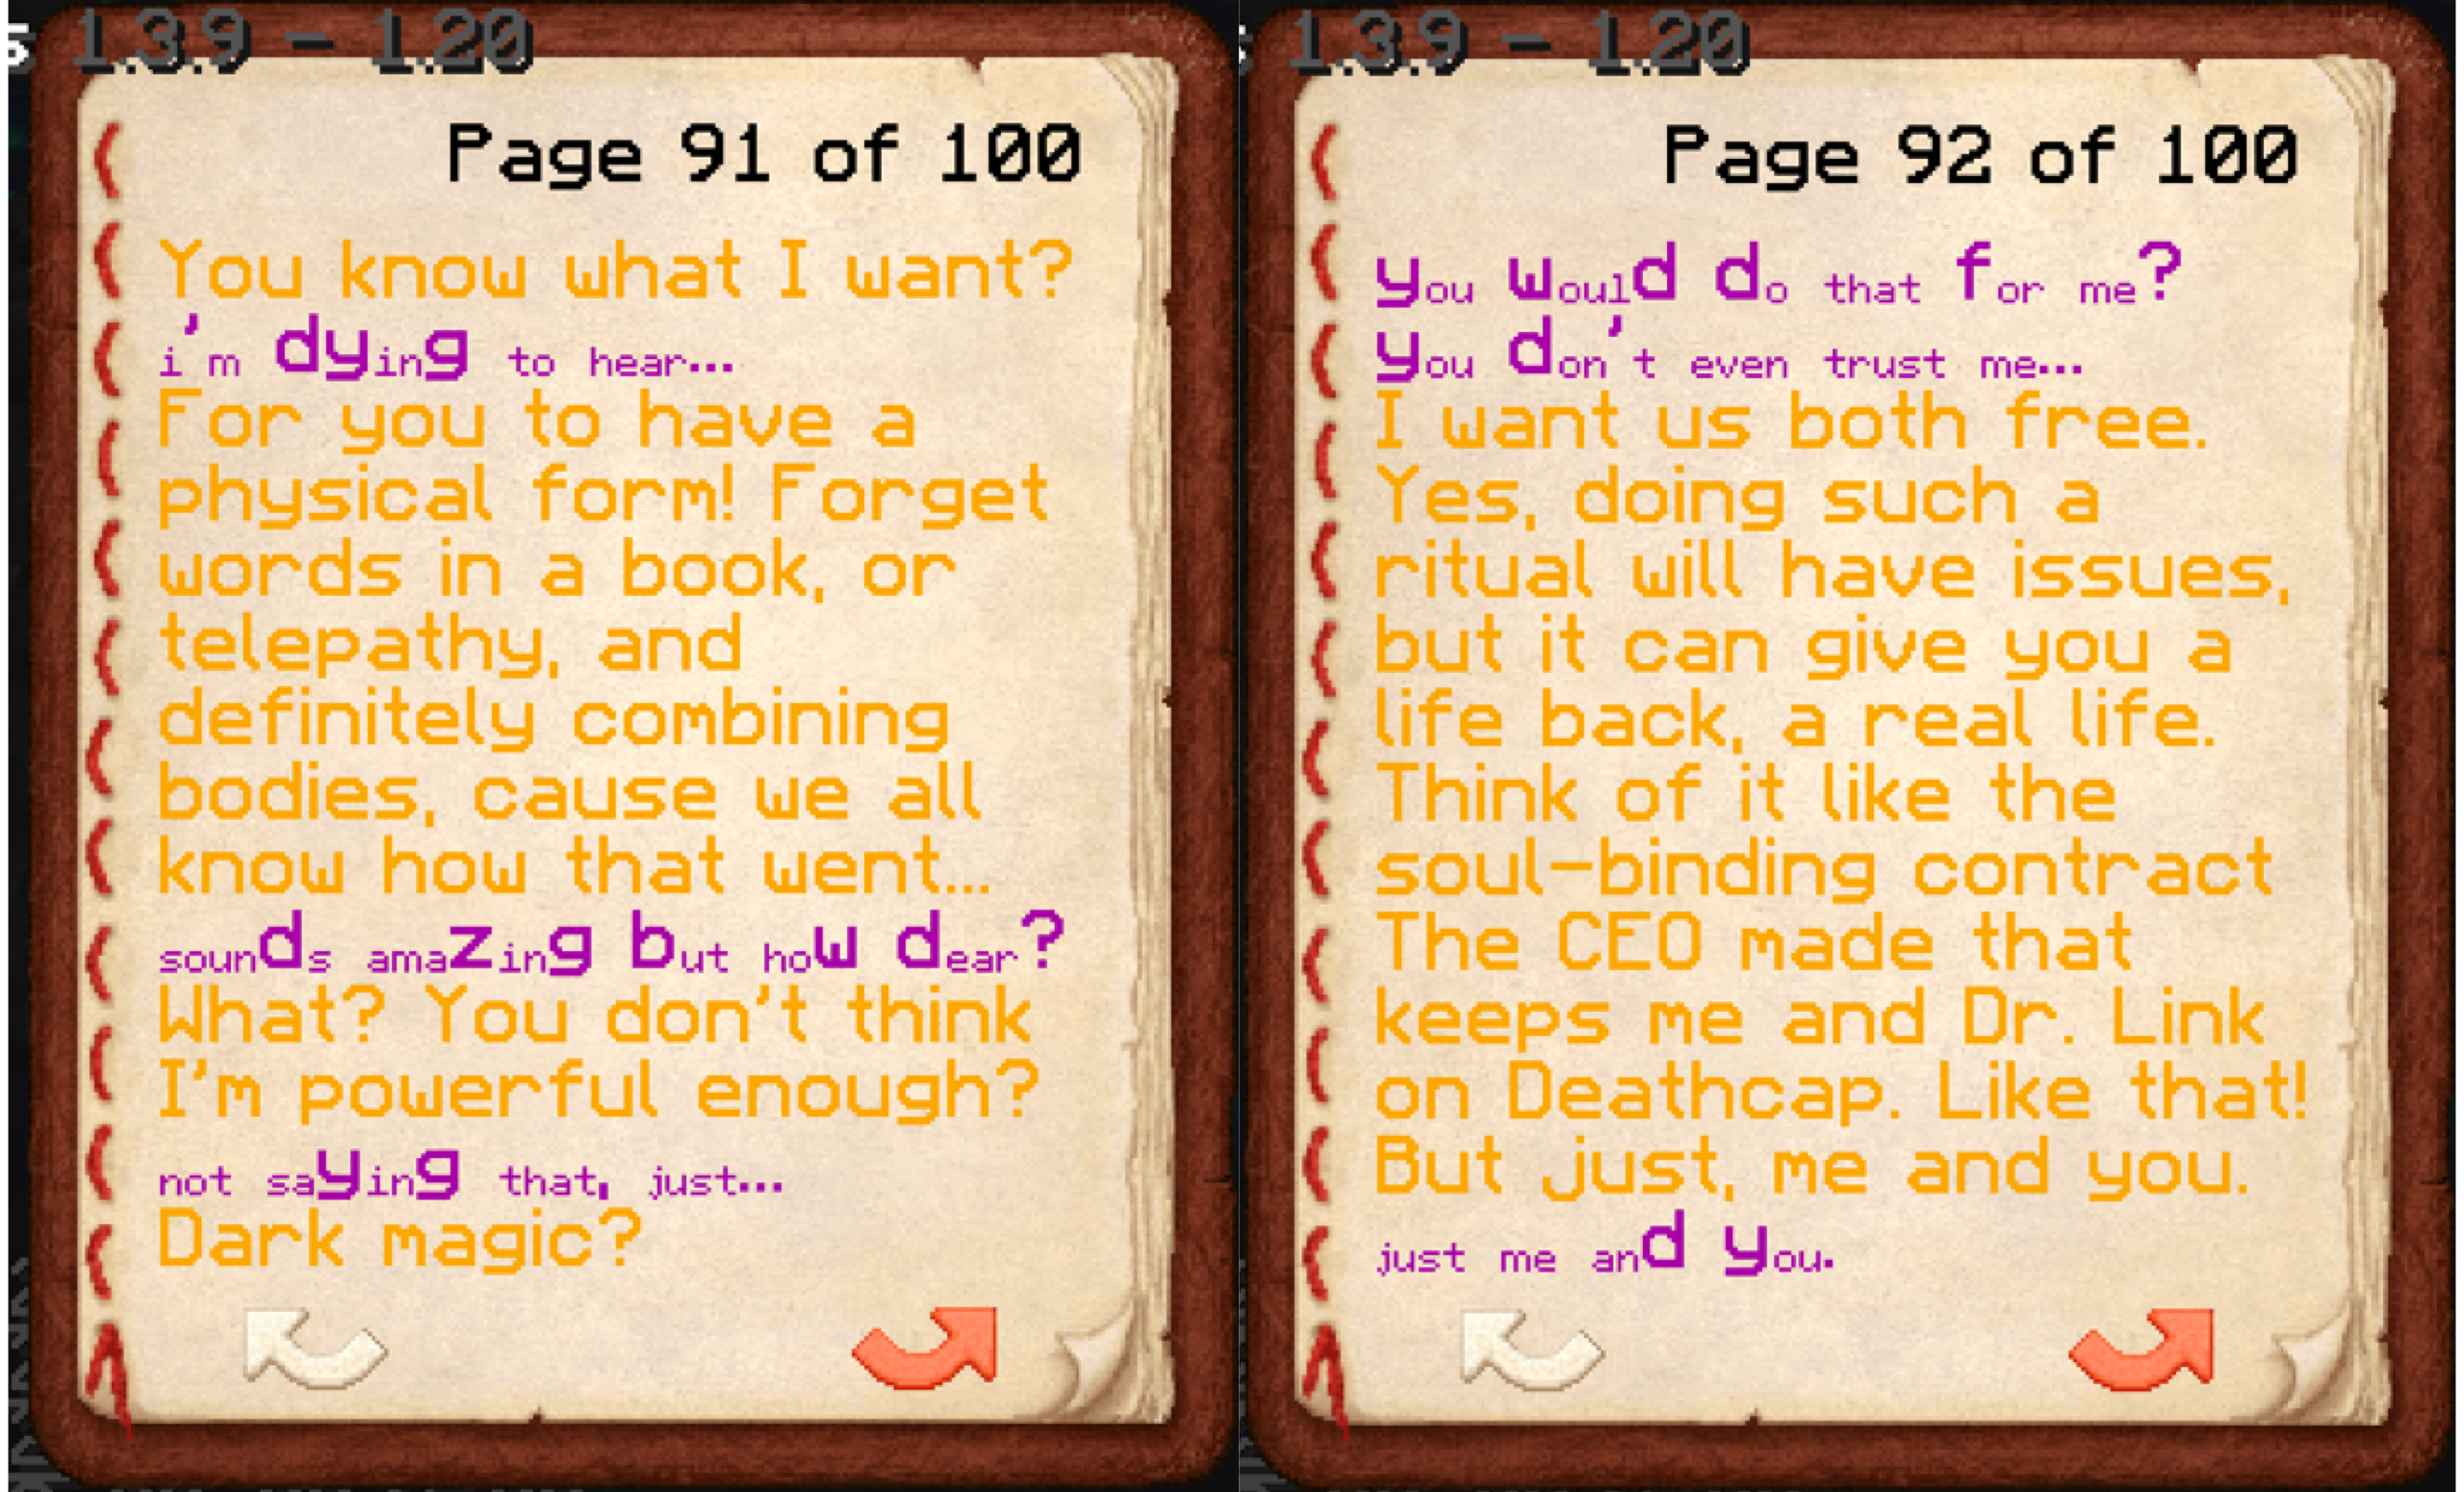 s 1.3.9 - 1.20
Page 91 of 100
You know what I want?
i'm dying to hear...
For you to have a
physical form! Forget
words in a book, or
telepathy, and
definitely combining
bodies, cause we all
know how that went...
sounds amazing but how dear?
What? You don't think
I'm powerful enough?
not saying that, just...
Dark magic?
s 1.3.9 - 1.20
Page 92 of 100
you would do that for me?
you don't even trust me...
I want us both free.
Yes, doing such a
ritual will have issues,
but it can give you a
life back, a real life.
Think of it like the
soul-binding contract
The CEO made that
keeps me and Dr. Link
on Deathcap. Like that!
But just, me and you.
just me and you.